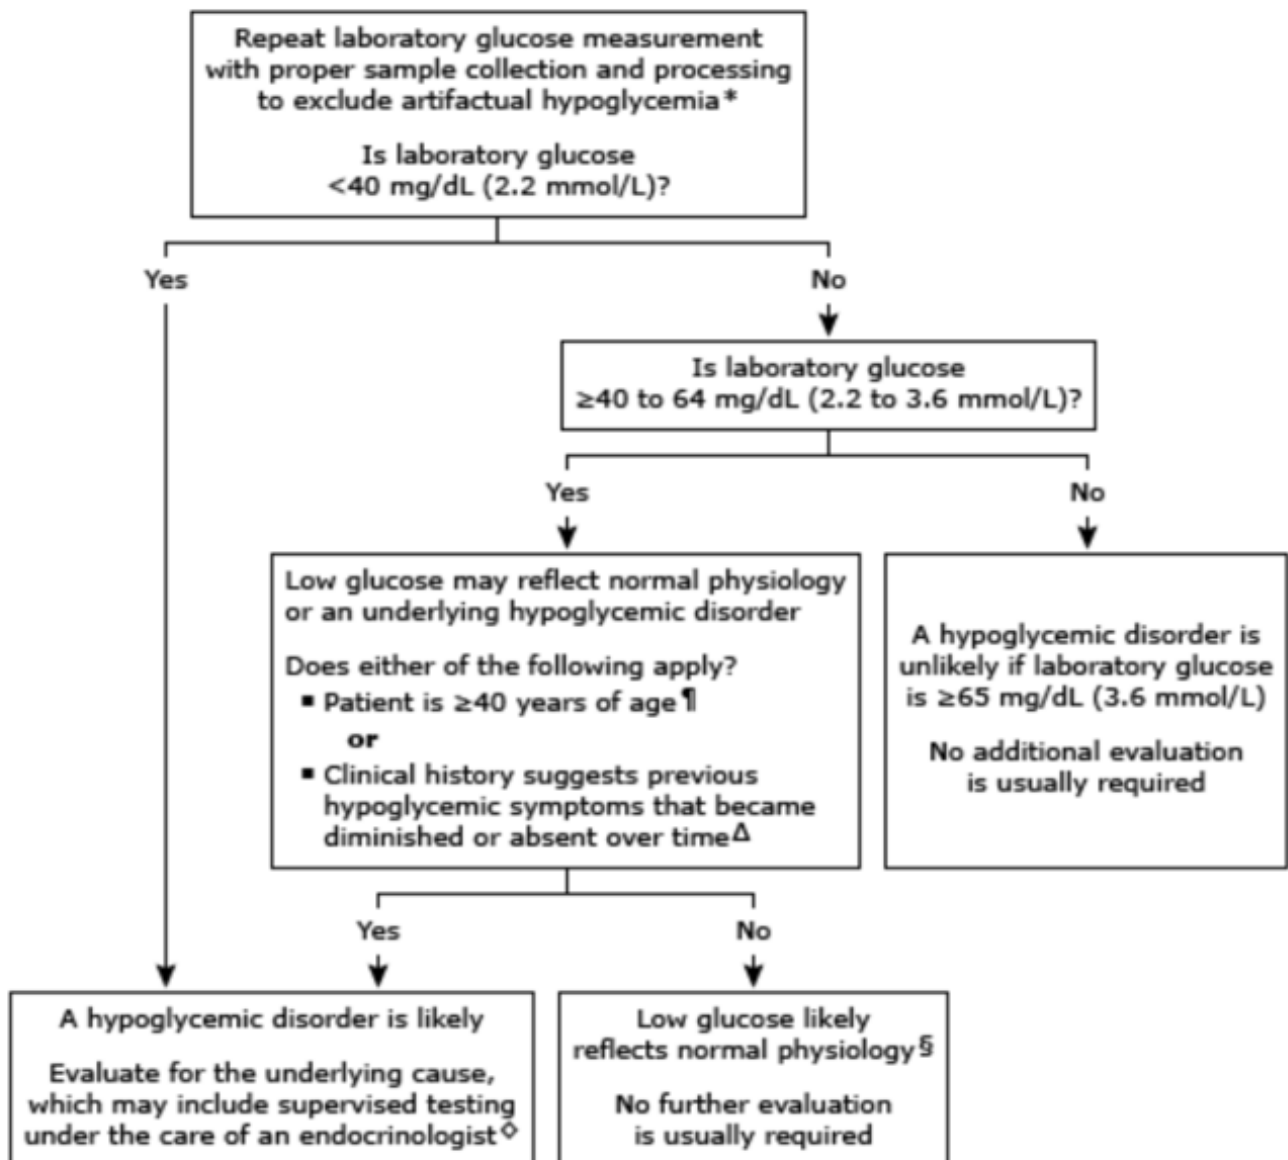 Repeat laboratory glucose measurement
with proper sample collection and processing
to exclude artifactual hypoglycemia*
Is laboratory glucose
<40 mg/dL (2.2 mmol/L)?
Yes
No
Is laboratory glucose
≥40 to 64 mg/dL (2.2 to 3.6 mmol/L)?
Yes
No
Low glucose may reflect normal physiology
or an underlying hypoglycemic disorder
Does either of the following apply?
▪ Patient is ≥40 years of age¶
or
▪ Clinical history suggests previous
hypoglycemic symptoms that became
diminished or absent over timeΔ
A hypoglycemic disorder is
unlikely if laboratory glucose
is ≥65 mg/dL (3.6 mmol/L)
No additional evaluation
is usually required
Yes
No
A hypoglycemic disorder is likely
Evaluate for the underlying cause,
which may include supervised testing
under the care of an endocrinologist◊
Low glucose likely
reflects normal physiology§
No further evaluation
is usually required